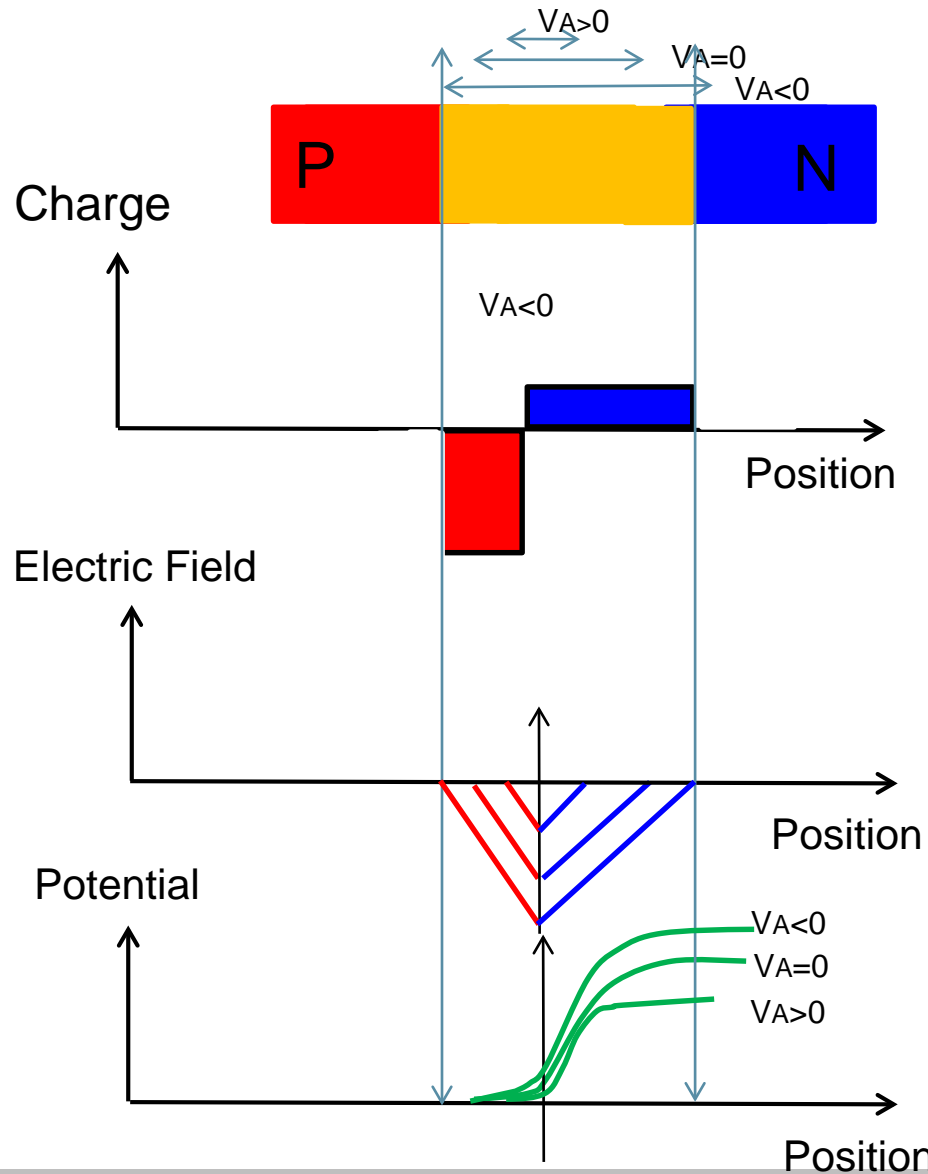 VA>0
VA=0
VA<0
P
N
Charge
VA<0
Position
Electric Field
Position
Potential
VA<0
VA=0
VA>0
Position